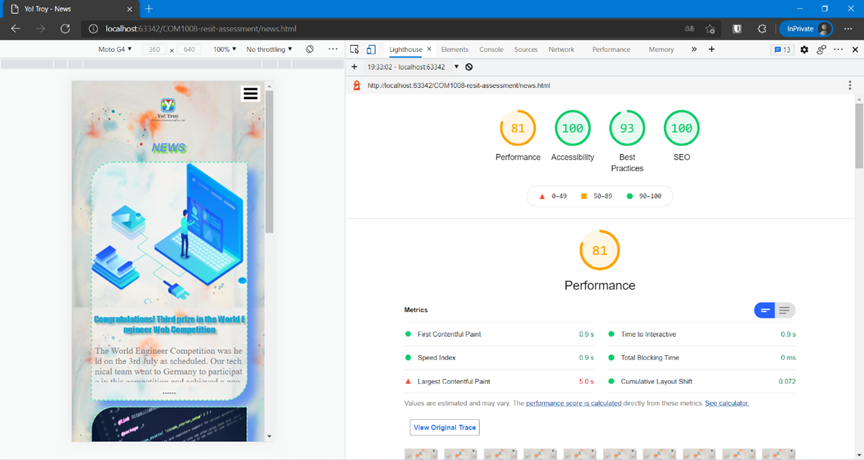 Yo! Troy - News
localhost:63342/COM1008-resit-assessment/news.html
InPrivate
Moto G4 ▼ 360 × 640 100% ▼ No throttling ▼
Lighthouse × Elements Console Sources Network Performance Memory » + 13
+ 19:33:02 - localhost:63342 ▼
http://localhost:63342/COM1008-resit-assessment/news.html
Yo! Troy
NEWS
Congratulations! Third prize in the World E
ngineer Web Competition
The World Engineer Competition was he
ld on the 3rd July as scheduled. Our tech
nical team went to Germany to participat
e in this competition and achieved a goo
......
81 100 93 100
Performance Accessibility Best Practices SEO
0–49 50–89 90–100
81
Performance
Metrics
First Contentful Paint 0.9 s Time to Interactive 0.9 s
Speed Index 0.9 s Total Blocking Time 0 ms
Largest Contentful Paint 5.0 s Cumulative Layout Shift 0.072
Values are estimated and may vary. The performance score is calculated directly from these metrics. See calculator.
View Original Trace